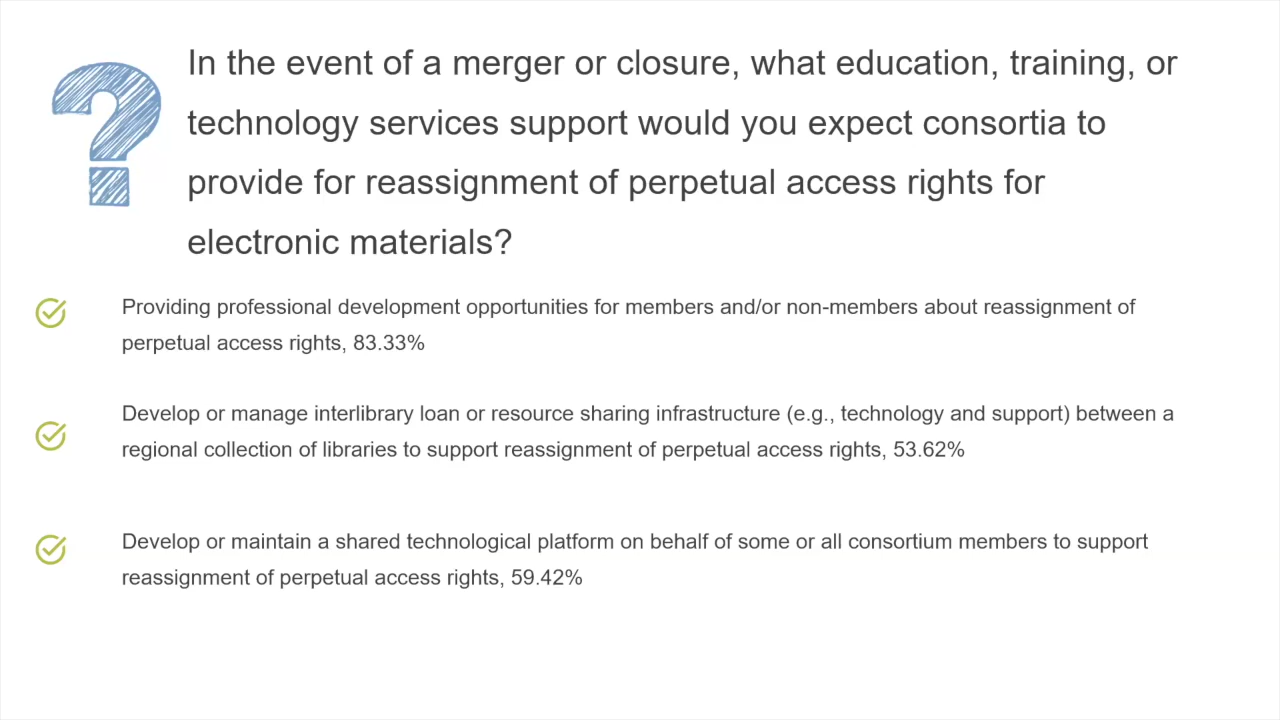 In the event of a merger or closure, what education, training, or
technology services support would you expect consortia to
provide for reassignment of perpetual access rights for
electronic materials?
Providing professional development opportunities for members and/or non-members about reassignment of
perpetual access rights, 83.33%
Develop or manage interlibrary loan or resource sharing infrastructure (e.g., technology and support) between a
regional collection of libraries to support reassignment of perpetual access rights, 53.62%
Develop or maintain a shared technological platform on behalf of some or all consortium members to support
reassignment of perpetual access rights, 59.42%